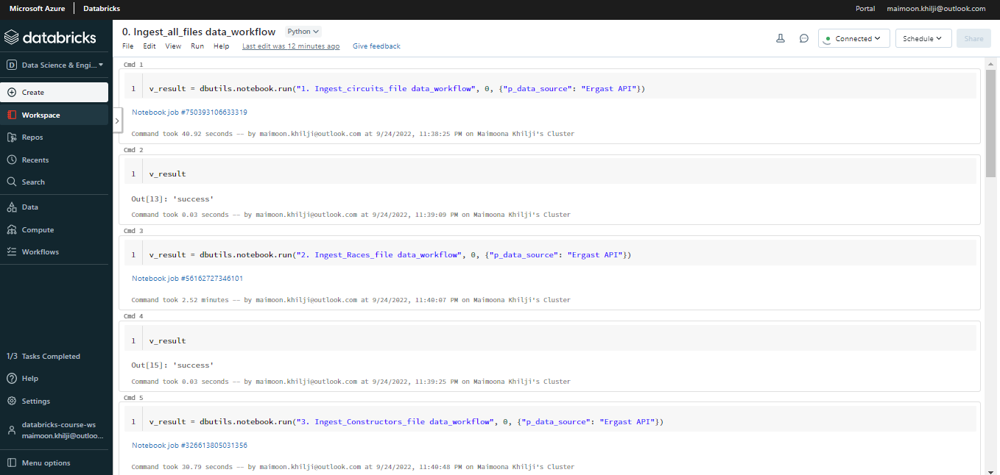 Microsoft Azure Databricks Portal maimoon.khilji@outlook.com
databricks
D Data Science & Engi...
Create
Workspace
Repos
Recents
Search
Data
Compute
Workflows
1/3 Tasks Completed
Help
Settings
databricks-course-ws
maimoon.khilji@outloo...
Menu options
0. Ingest_all_files data_workflow Python
File Edit View Run Help Last edit was 12 minutes ago Give feedback
Connected Schedule Share
Cmd 1
1 v_result = dbutils.notebook.run("1. Ingest_circuits_file data_workflow", 0, {"p_data_source": "Ergast API"})
Notebook job #750393106633319
Command took 40.92 seconds -- by maimoon.khilji@outlook.com at 9/24/2022, 11:38:25 PM on Maimoona Khilji's Cluster
Cmd 2
1 v_result
Out[13]: 'success'
Command took 0.03 seconds -- by maimoon.khilji@outlook.com at 9/24/2022, 11:39:09 PM on Maimoona Khilji's Cluster
Cmd 3
1 v_result = dbutils.notebook.run("2. Ingest_Races_file data_workflow", 0, {"p_data_source": "Ergast API"})
Notebook job #56162727346101
Command took 2.52 minutes -- by maimoon.khilji@outlook.com at 9/24/2022, 11:40:07 PM on Maimoona Khilji's Cluster
Cmd 4
1 v_result
Out[15]: 'success'
Command took 0.03 seconds -- by maimoon.khilji@outlook.com at 9/24/2022, 11:39:25 PM on Maimoona Khilji's Cluster
Cmd 5
1 v_result = dbutils.notebook.run("3. Ingest_Constructors_file data_workflow", 0, {"p_data_source": "Ergast API"})
Notebook job #326613805031356
Command took 30.79 seconds -- by maimoon.khilji@outlook.com at 9/24/2022, 11:40:48 PM on Maimoona Khilji's Cluster